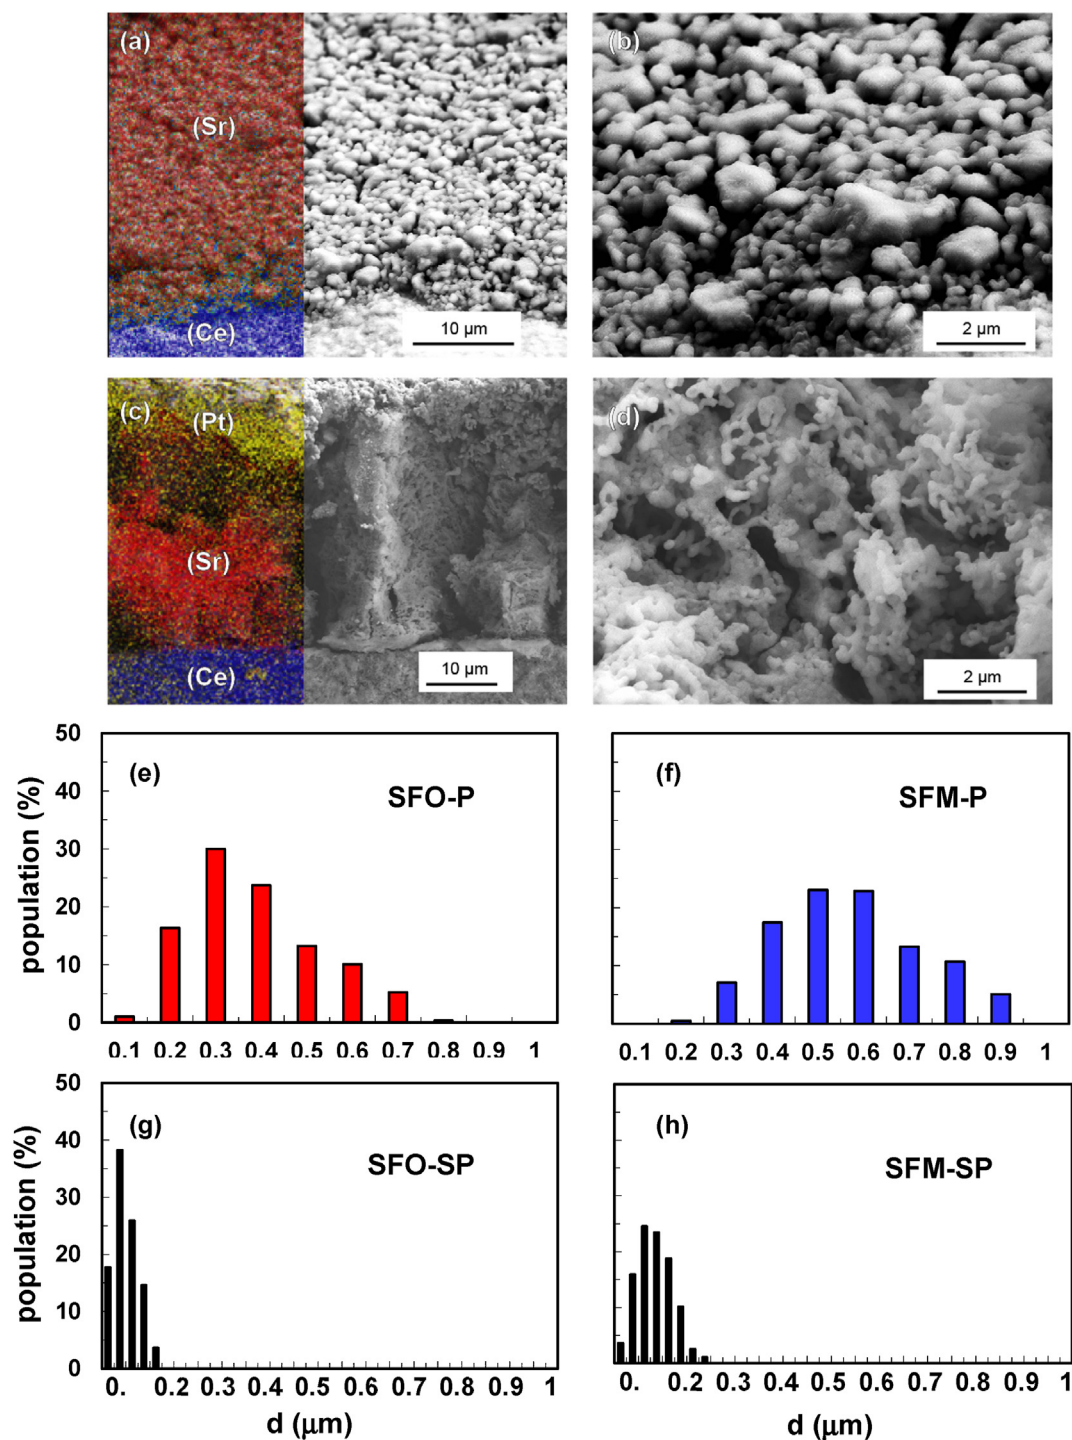 (a)
(Sr)
(Ce)
10 µm
(b)
2 µm
(c)
(Pt)
(Sr)
(Ce)
10 µm
(d)
2 µm
(e)
SFO-P
population (%)
50
40
30
20
10
0
0.1 0.2 0.3 0.4 0.5 0.6 0.7 0.8 0.9 1
(f)
SFM-P
0.1 0.2 0.3 0.4 0.5 0.6 0.7 0.8 0.9 1
(g)
SFO-SP
population (%)
50
40
30
20
10
0
0. 0.2 0.3 0.4 0.5 0.6 0.7 0.8 0.9 1
d (µm)
(h)
SFM-SP
0. 0.2 0.3 0.4 0.5 0.6 0.7 0.8 0.9 1
d (µm)